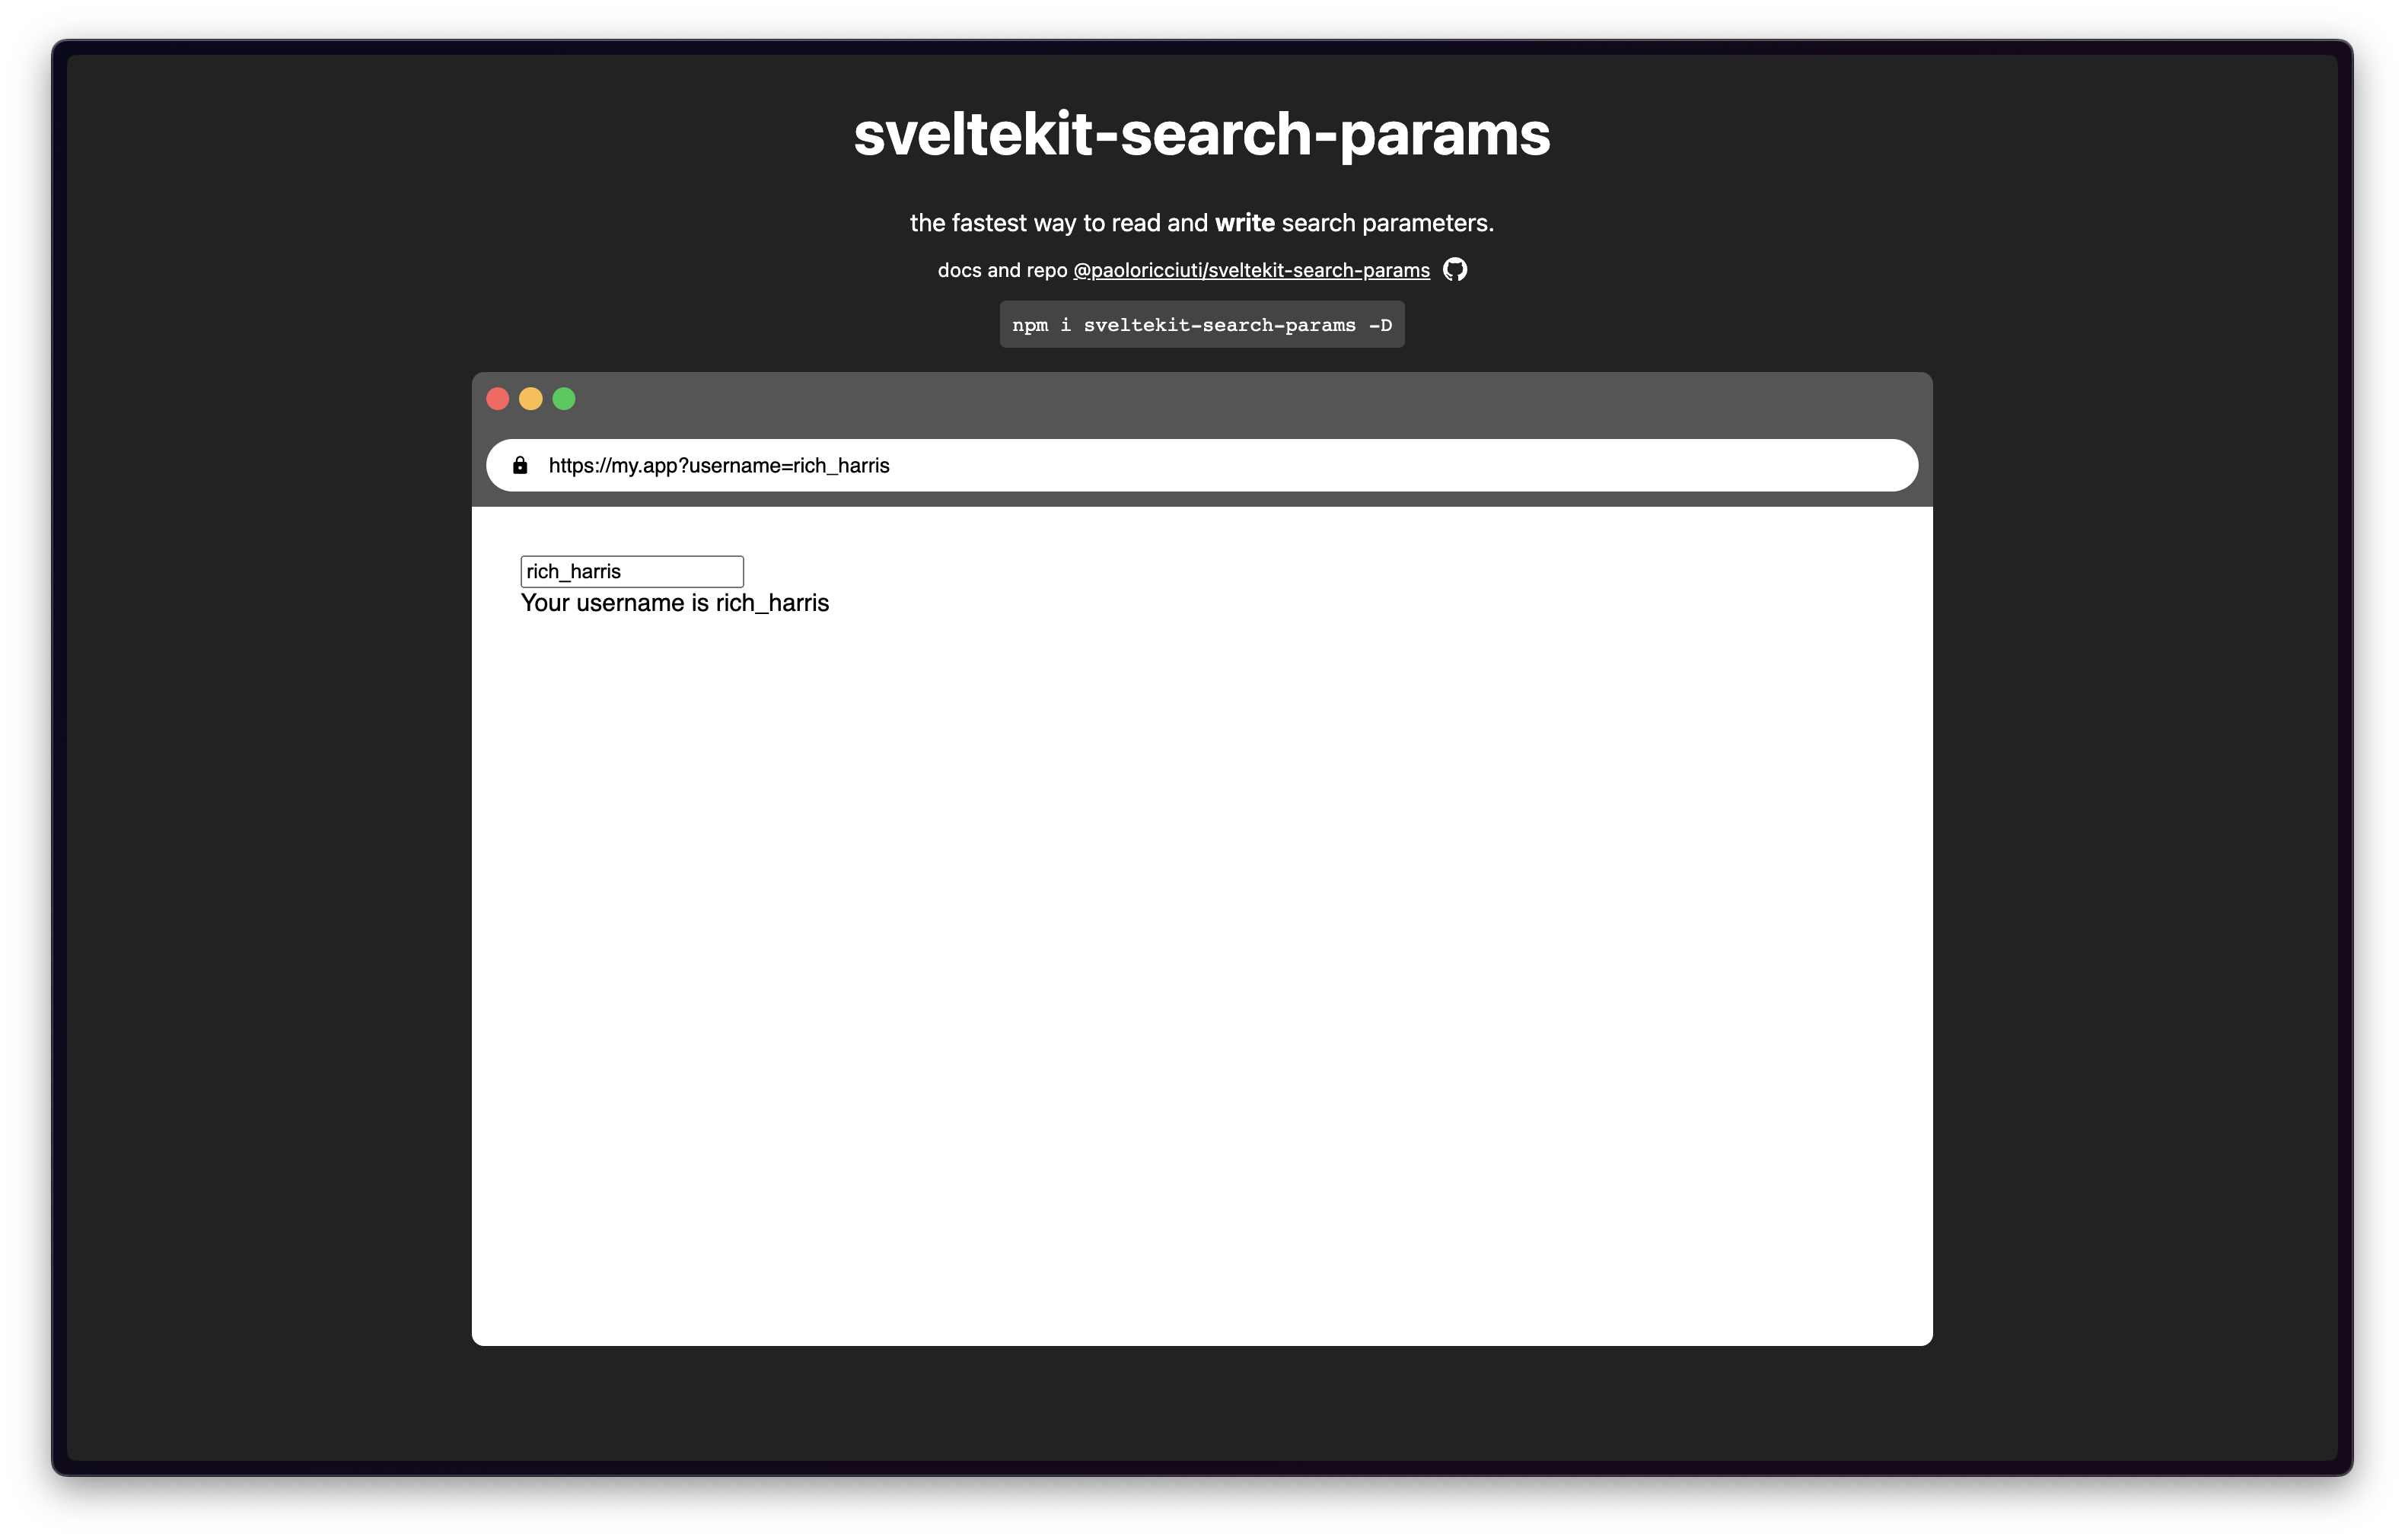 sveltekit-search-params
the fastest way to read and write search parameters.
docs and repo @paoloricciuti/sveltekit-search-params
npm i sveltekit-search-params -D
https://my.app?username=rich_harris
rich_harris
Your username is rich_harris